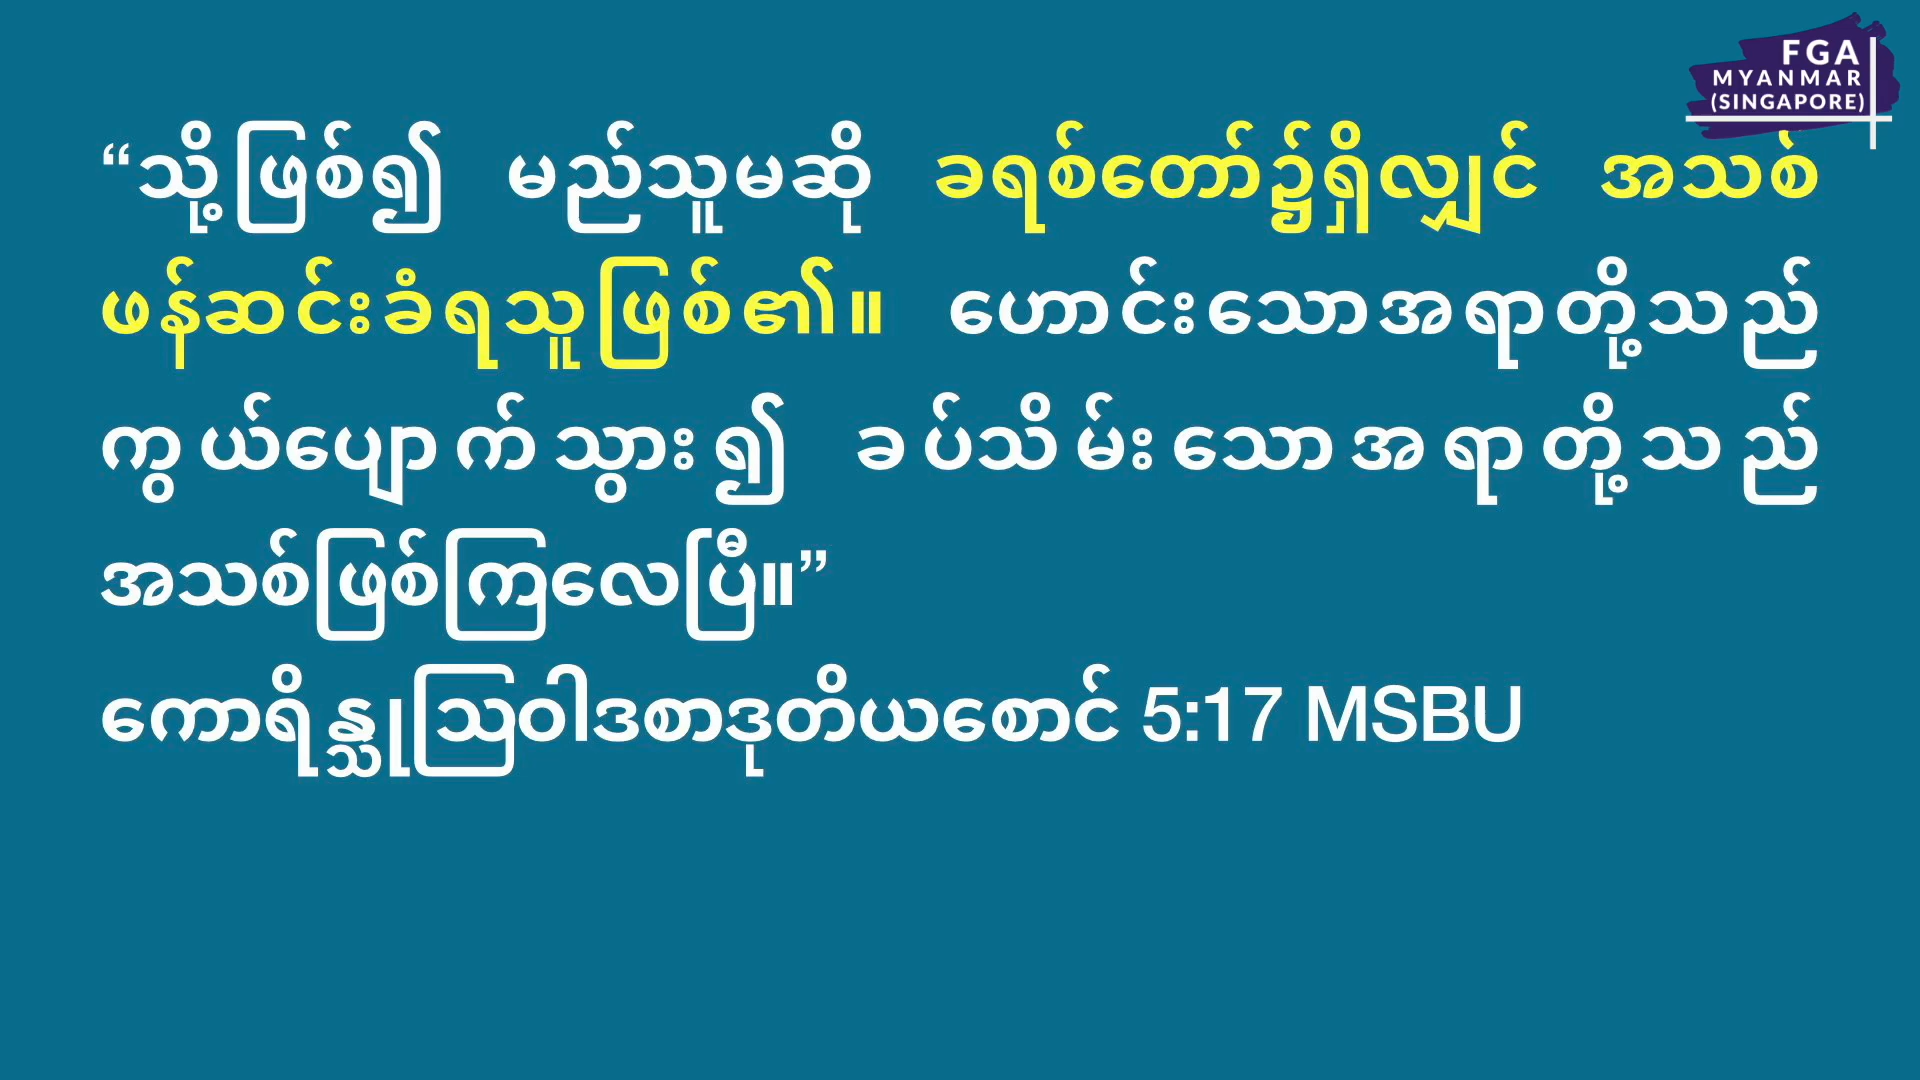 FGA
MYANMAR
(SINGAPORE)
“သို့ဖြစ်၍ မည်သူမဆို ခရစ်တော်၌ရှိလျှင် အသစ်
ဖန်ဆင်းခံရသူဖြစ်၏။ ဟောင်းသောအရာတို့သည်
ကွယ်ပျောက်သွား၍ ခပ်သိမ်းသောအရာတို့သည်
အသစ်ဖြစ်ကြလေပြီ။”
ကောရိန္သုဩဝါဒစာဒုတိယစောင် 5:17 MSBU